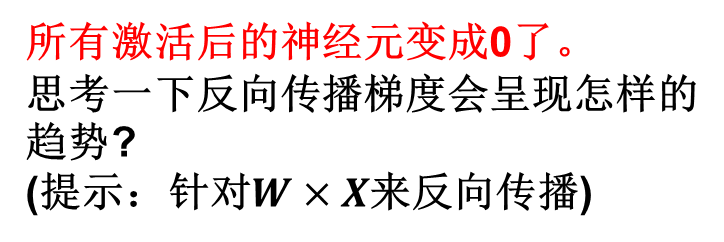 所有激活后的神经元变成0了。
思考一下反向传播梯度会呈现怎样的
趋势?
(提示：针对W × X来反向传播)